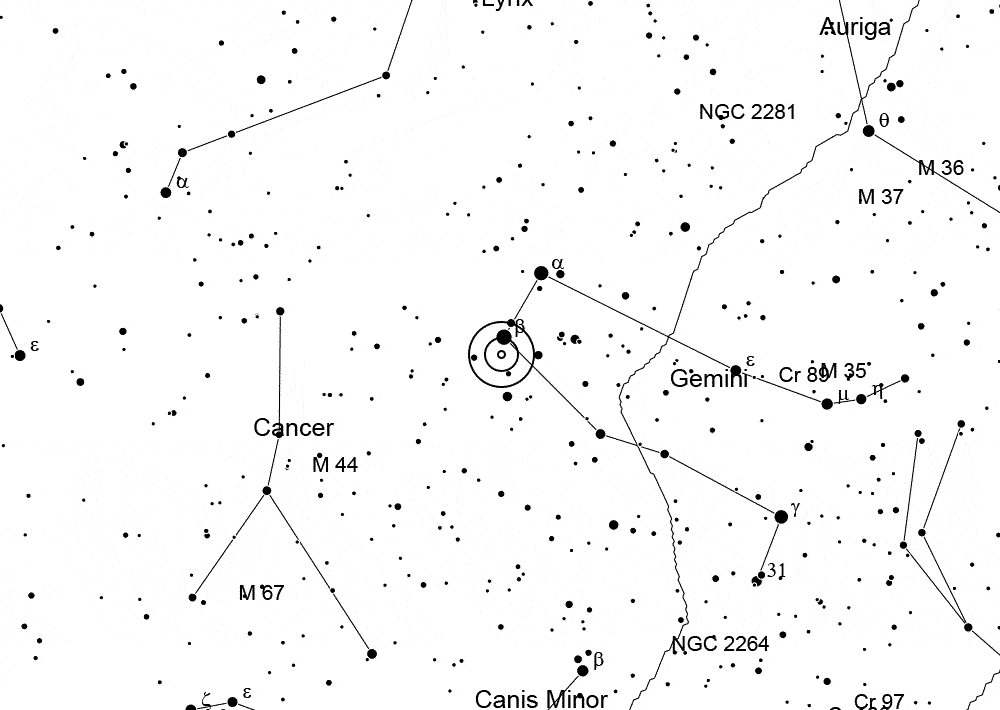 Lynx
Auriga
NGC 2281
θ
M 36
α
M 37
α
β
ε
ε
M 35
Cr 89
Gemini
μ
η
Cancer
M 44
γ
31
M 67
NGC 2264
β
ζ
ε
Canis Minor
Cr 97